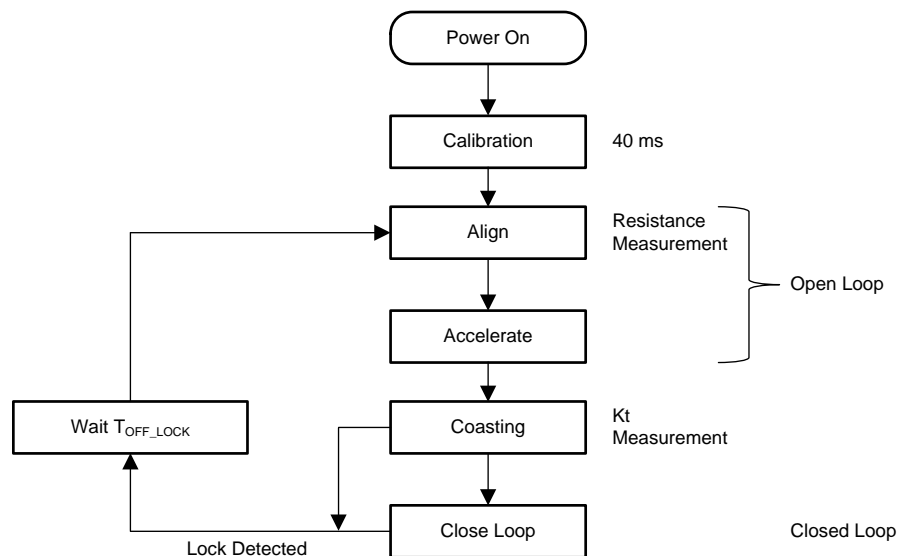 Power On
Calibration
40 ms
Align
Resistance
Measurement
Open Loop
Accelerate
Wait TOFF_LOCK
Coasting
Kt
Measurement
Close Loop
Closed Loop
Lock Detected